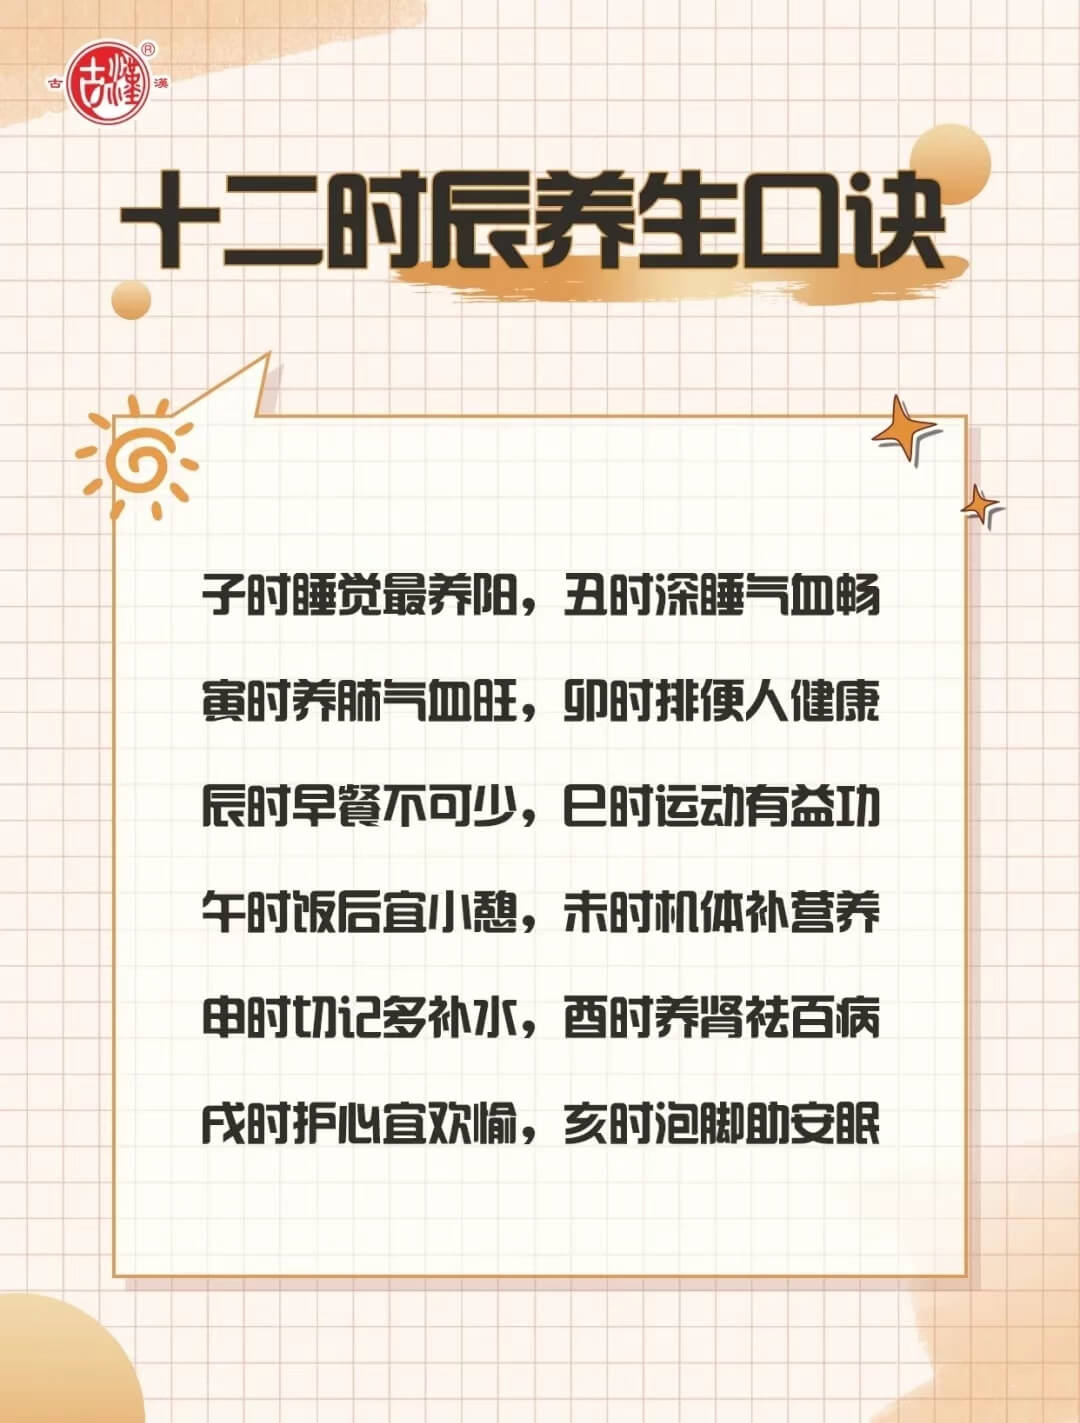 古漢®
古 漢
十二时辰养生口诀
子时睡觉最养阳，丑时深睡气血畅
寅时养肺气血旺，卯时排便人健康
辰时早餐不可少，巳时运动有益功
午时饭后宜小憩，未时机体补营养
申时切记多补水，酉时养肾祛百病
戌时护心宜欢愉，亥时泡脚助安眠